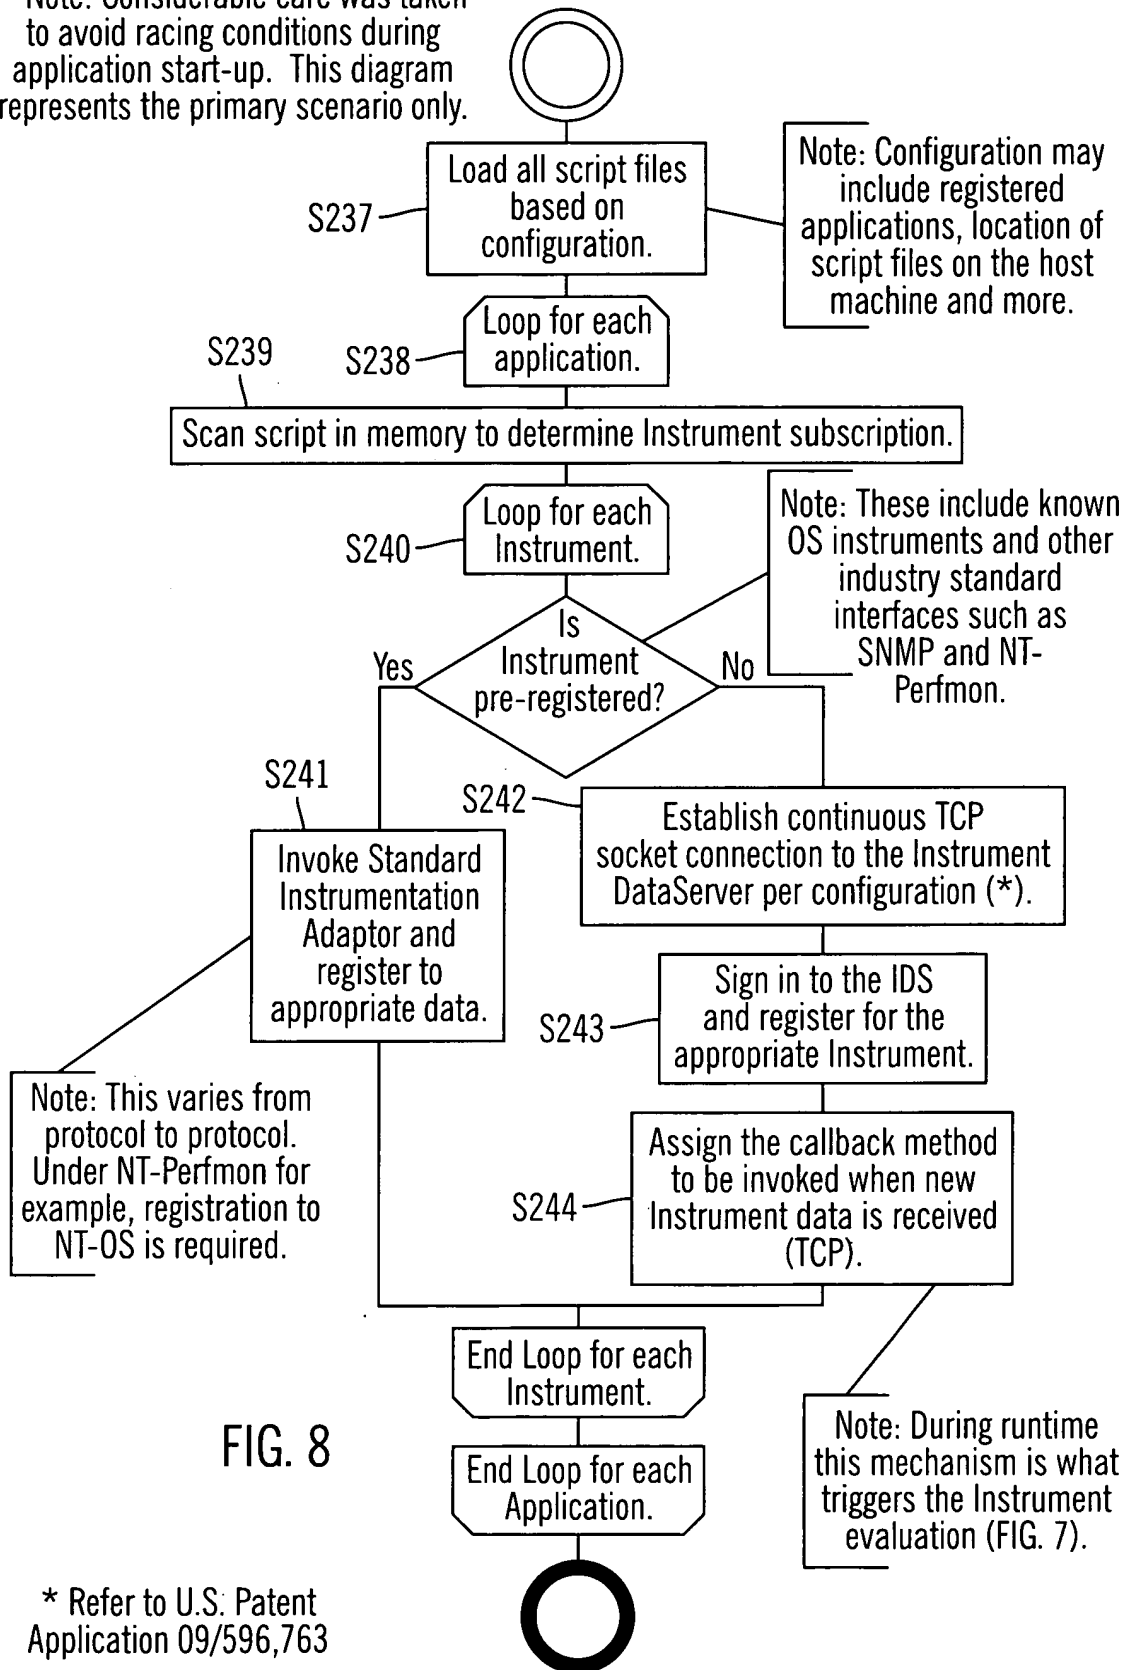 Note: Considerable care was taken
to avoid racing conditions during
application start-up. This diagram
represents the primary scenario only.
Load all script files
based on
configuration.
S237
Note: Configuration may
include registered
applications, location of
script files on the host
machine and more.
Loop for each
application.
S238
S239
Scan script in memory to determine Instrument subscription.
Loop for each
Instrument.
S240
Note: These include known
OS instruments and other
industry standard
interfaces such as
SNMP and NT-
Perfmon.
Is
Instrument
pre-registered?
Yes
No
S241
Invoke Standard
Instrumentation
Adaptor and
register to
appropriate data.
S242
Establish continuous TCP
socket connection to the Instrument
DataServer per configuration (*).
Sign in to the IDS
and register for the
appropriate Instrument.
S243
Note: This varies from
protocol to protocol.
Under NT-Perfmon for
example, registration to
NT-OS is required.
Assign the callback method
to be invoked when new
Instrument data is received
(TCP).
S244
End Loop for each
Instrument.
End Loop for each
Application.
Note: During runtime
this mechanism is what
triggers the Instrument
evaluation (FIG. 7).
FIG. 8
* Refer to U.S. Patent
Application 09/596,763